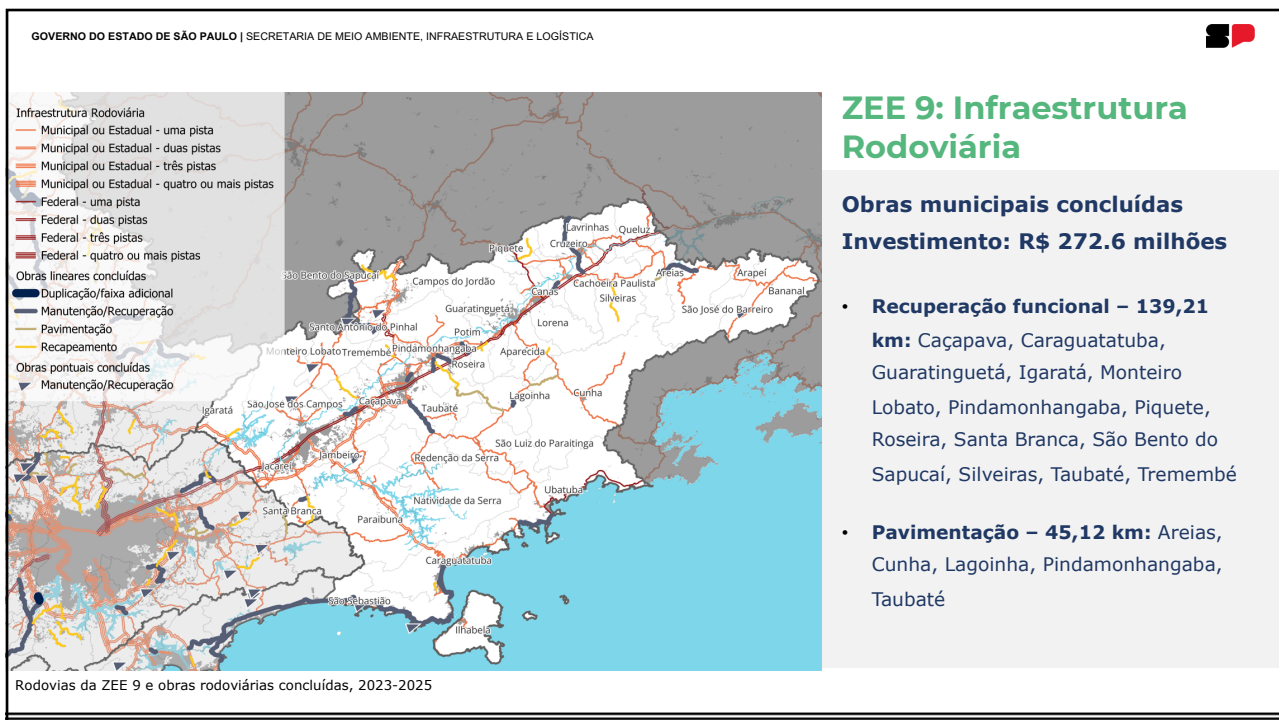 GOVERNO DO ESTADO DE SÃO PAULO | SECRETARIA DE MEIO AMBIENTE, INFRAESTRUTURA E LOGÍSTICA
SP
ZEE 9: Infraestrutura
Rodoviária
Obras municipais concluídas
Investimento: R$ 272.6 milhões
• Recuperação funcional – 139,21
km: Caçapava, Caraguatatuba,
Guaratinguetá, Igaratá, Monteiro
Lobato, Pindamonhangaba, Piquete,
Roseira, Santa Branca, São Bento do
Sapucaí, Silveiras, Taubaté, Tremembé
• Pavimentação – 45,12 km: Areias,
Cunha, Lagoinha, Pindamonhangaba,
Taubaté
Infraestrutura Rodoviária
Municipal ou Estadual - uma pista
Municipal ou Estadual - duas pistas
Municipal ou Estadual - três pistas
Municipal ou Estadual - quatro ou mais pistas
Federal - uma pista
Federal - duas pistas
Federal - três pistas
Federal - quatro ou mais pistas
Obras lineares concluídas
Duplicação/faixa adicional
Manutenção/Recuperação
Pavimentação
Recapeamento
Obras pontuais concluídas
Manutenção/Recuperação
Lavrinhas
Queluz
Piquete
Cruzeiro
São Bento do Sapucaí
Campos do Jordão
Cachoeira Paulista
Areias
Arapeí
Canas
Silveiras
Bananal
Guaratinguetá
São José do Barreiro
Lorena
Santo Antônio do Pinhal
Potim
Monteiro Lobato
Tremembé
Pindamonhangaba
Aparecida
Roseira
Cunha
Lagoinha
Igaratá
São José dos Campos
Caçapava
Taubaté
São Luiz do Paraitinga
Jacareí
Jambeiro
Redenção da Serra
Ubatuba
Natividade da Serra
Santa Branca
Paraibuna
Caraguatatuba
São Sebastião
Ilhabela
Rodovias da ZEE 9 e obras rodoviárias concluídas, 2023-2025